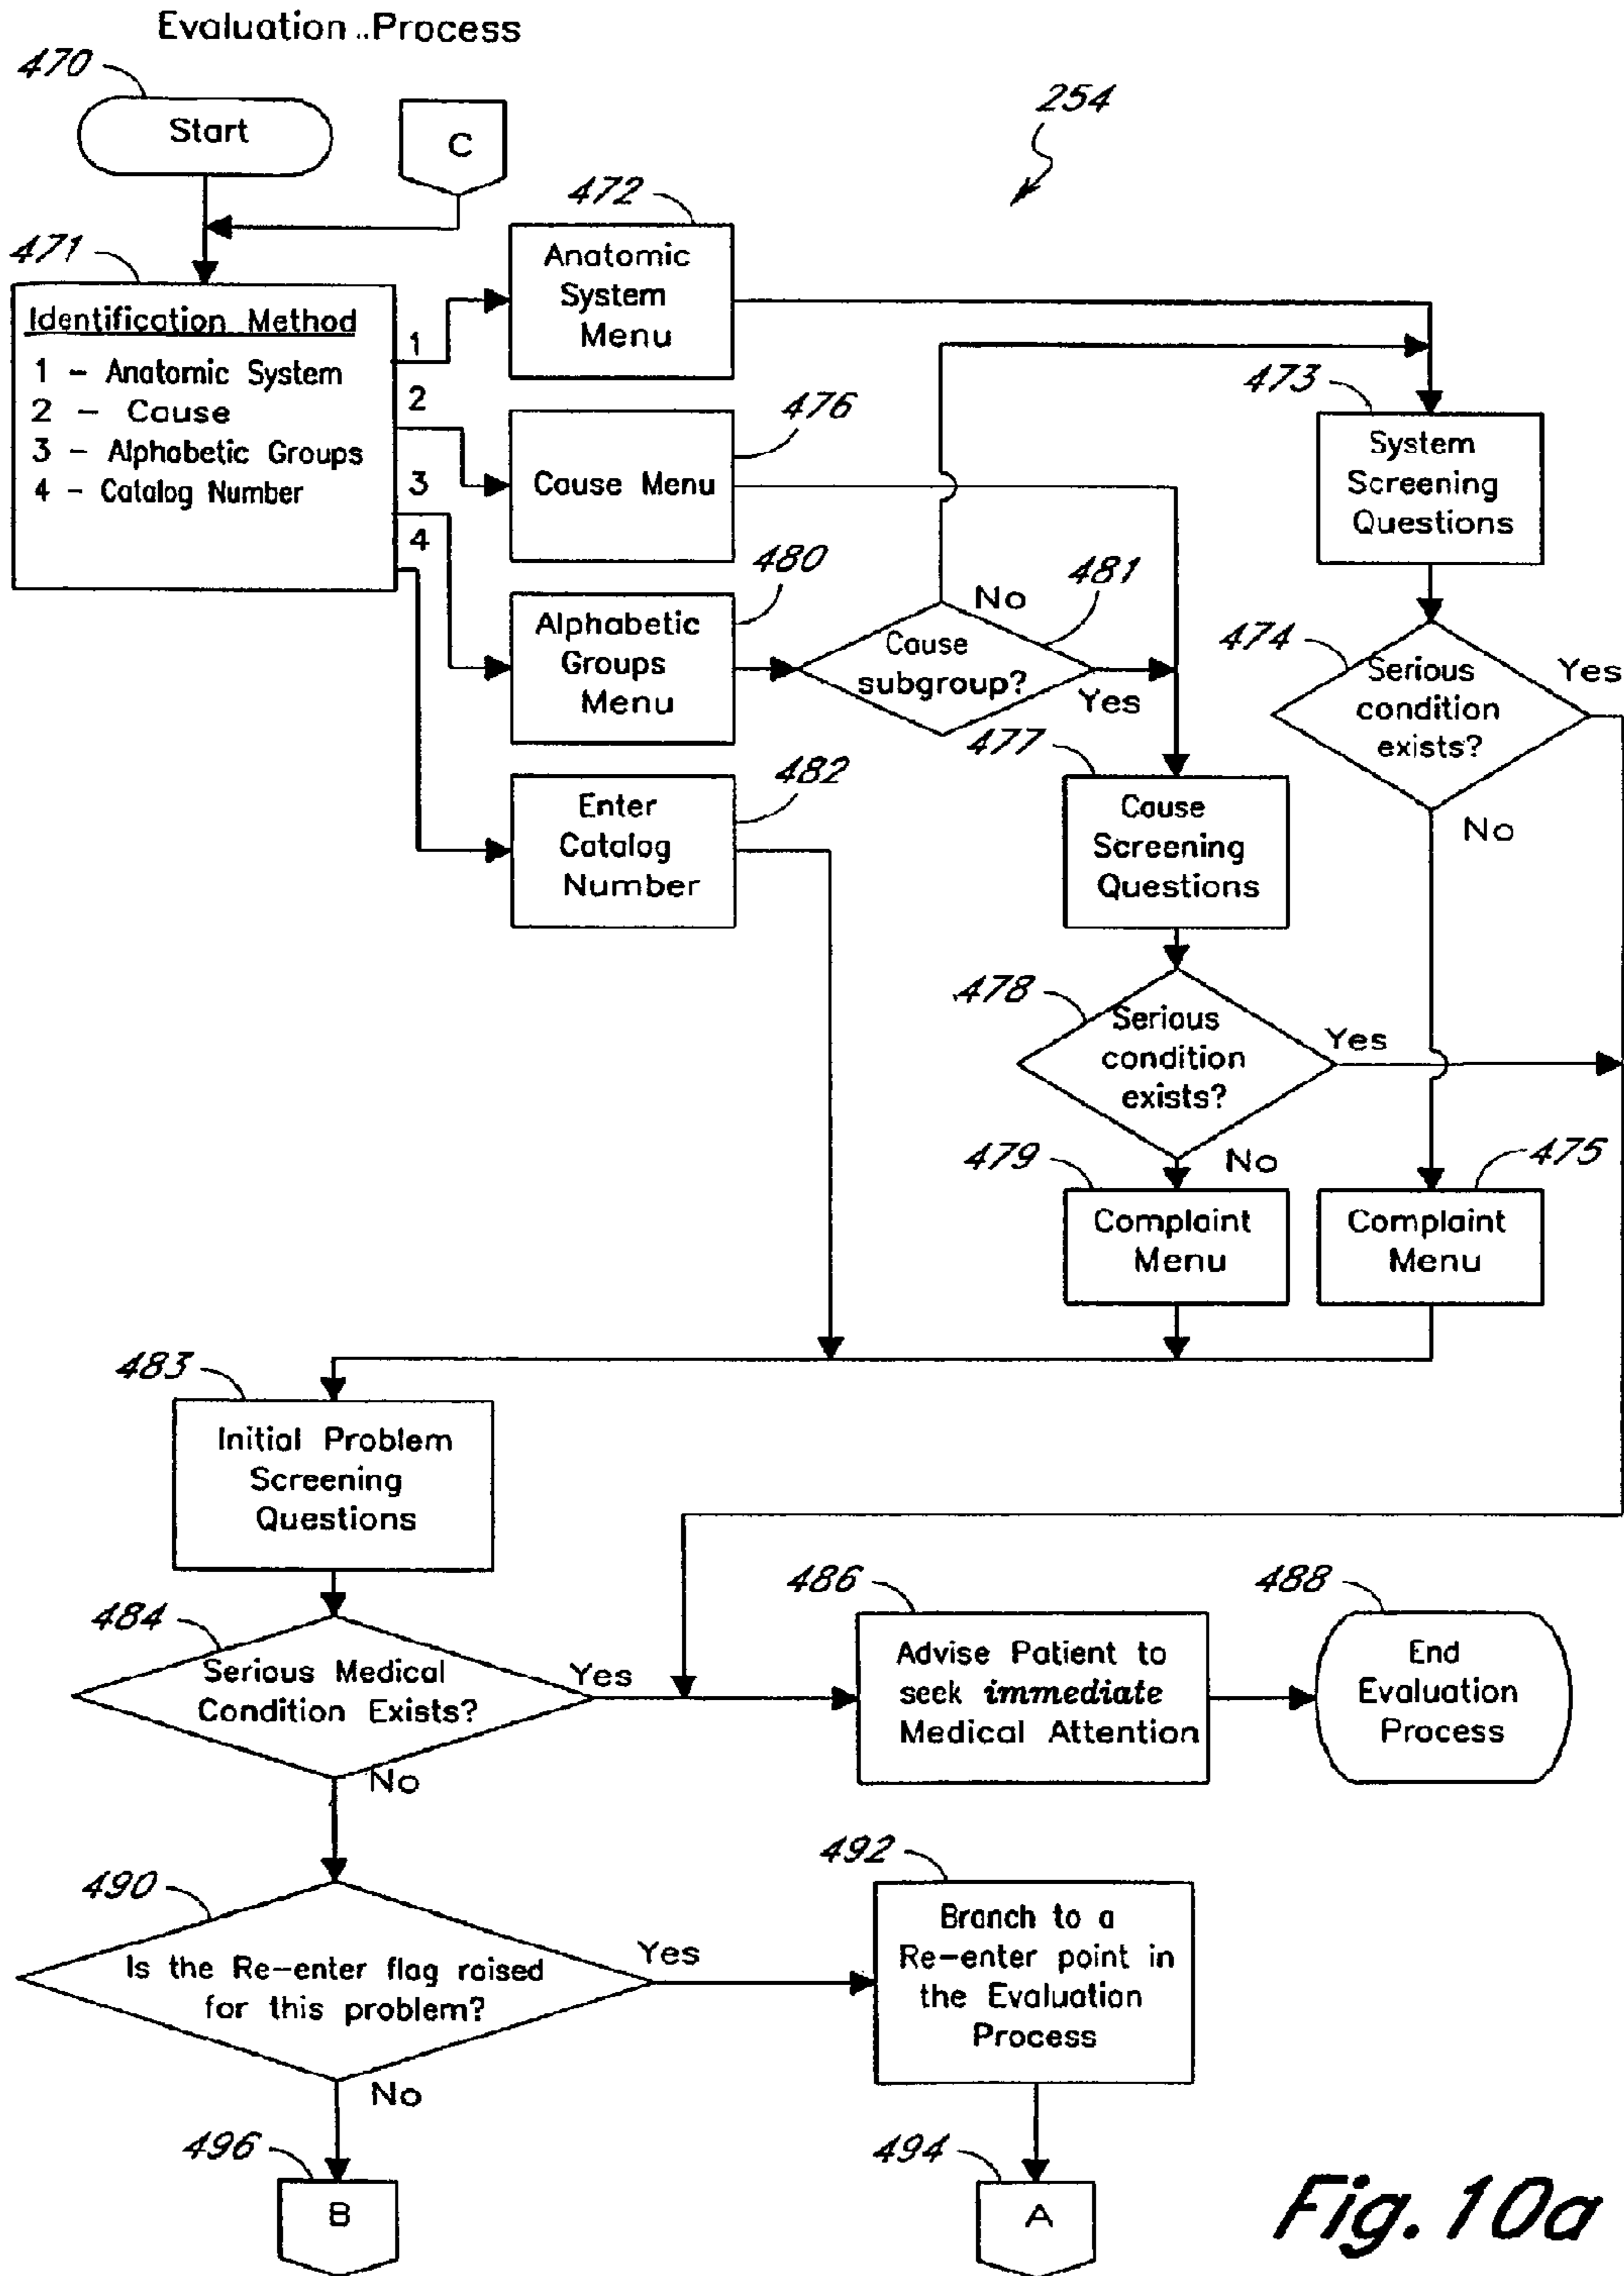 Evaluation..Process
470
Start
C
254
471
Identification Method
1 - Anatomic System
2 - Cause
3 - Alphabetic Groups
4 - Catalog Number
1
2
3
4
472
Anatomic
System
Menu
476
Cause Menu
480
Alphabetic
Groups
Menu
481
Cause
subgroup?
No
Yes
482
Enter
Catalog
Number
473
System
Screening
Questions
474
Serious
condition
exists?
Yes
No
477
Cause
Screening
Questions
478
Serious
condition
exists?
Yes
No
479
Complaint
Menu
475
Complaint
Menu
483
Initial Problem
Screening
Questions
484
Serious Medical
Condition Exists?
Yes
No
486
Advise Patient to
seek immediate
Medical Attention
488
End
Evaluation
Process
490
Is the Re-enter flag raised
for this problem?
Yes
No
492
Branch to a
Re-enter point in
the Evaluation
Process
496
B
494
A
Fig. 10a